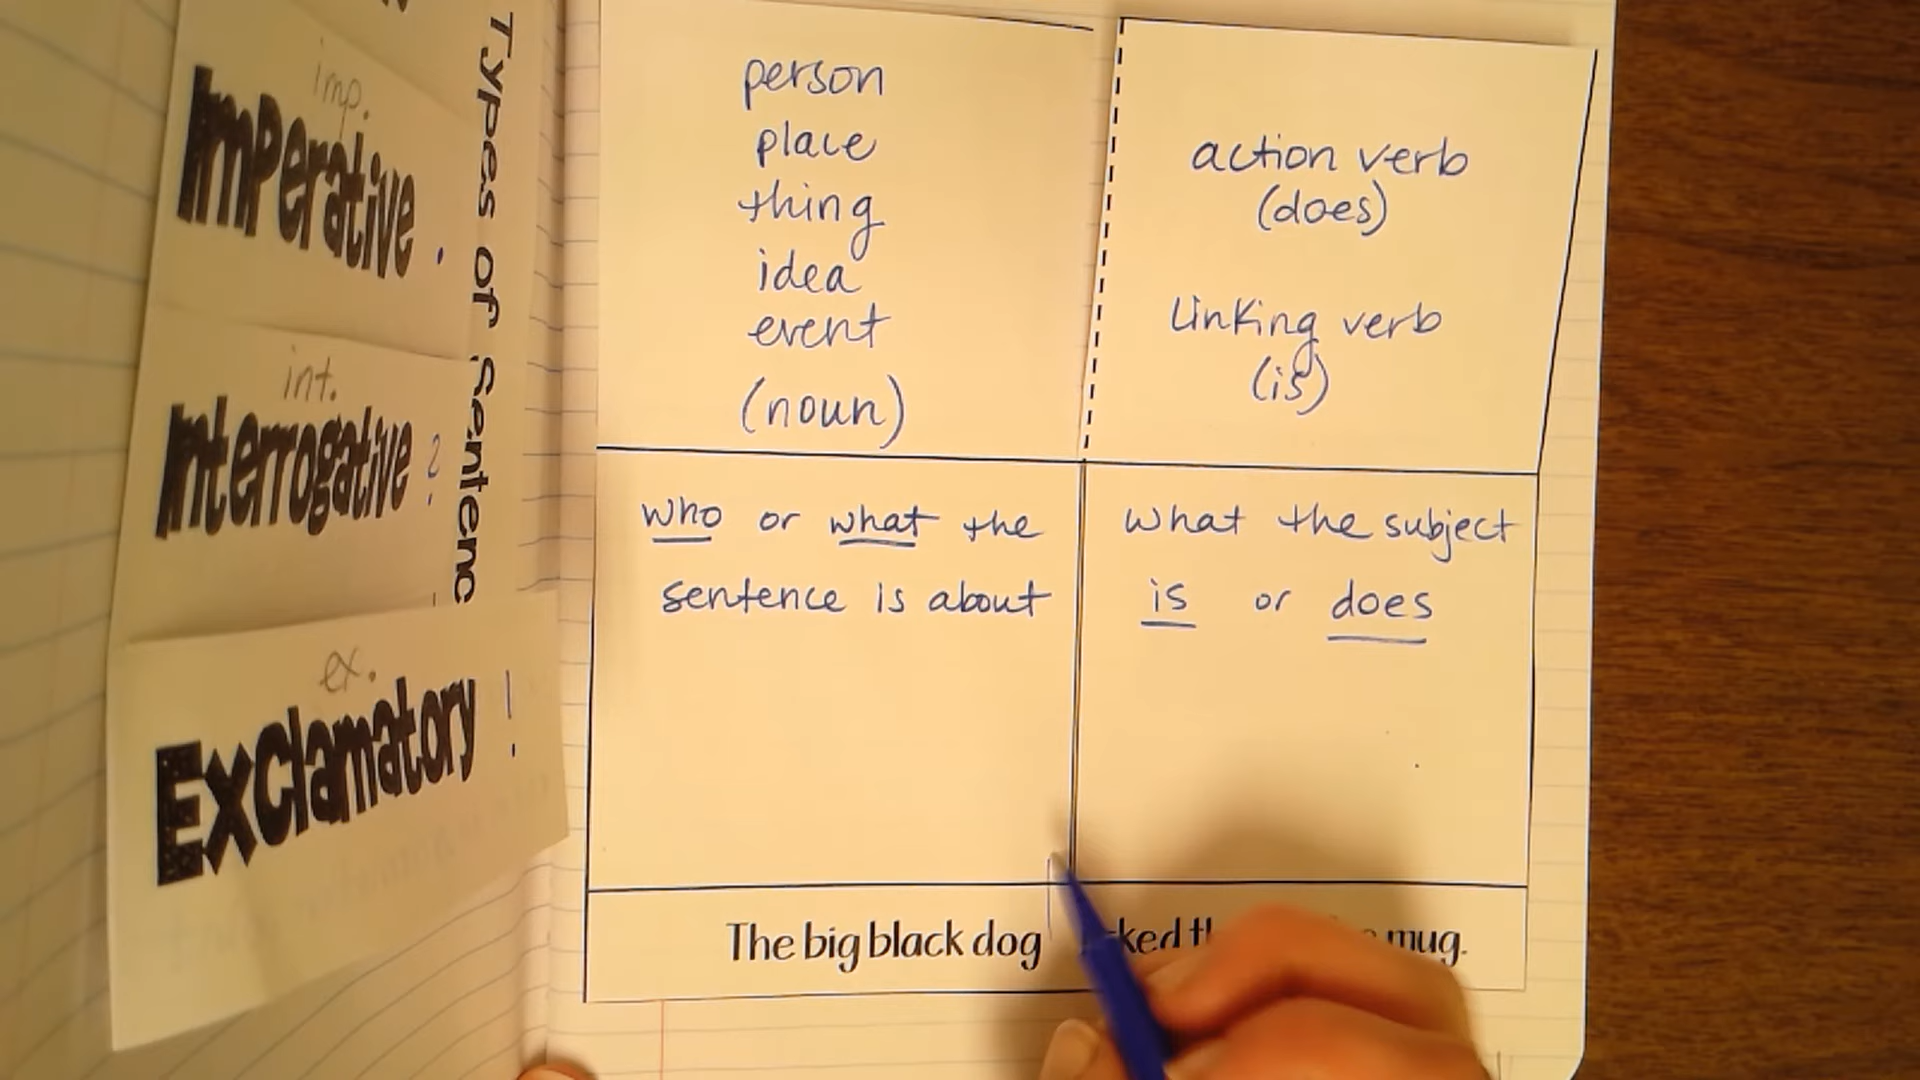 Types of Sentenc
imp.
Imperative .
int.
Interrogative ?
ex.
Exclamatory !
person
place
thing
idea
event
(noun)
action verb
(does)
Linking verb
(is)
who or what the
sentence is about
what the subject
is or does
The big black dog mug.